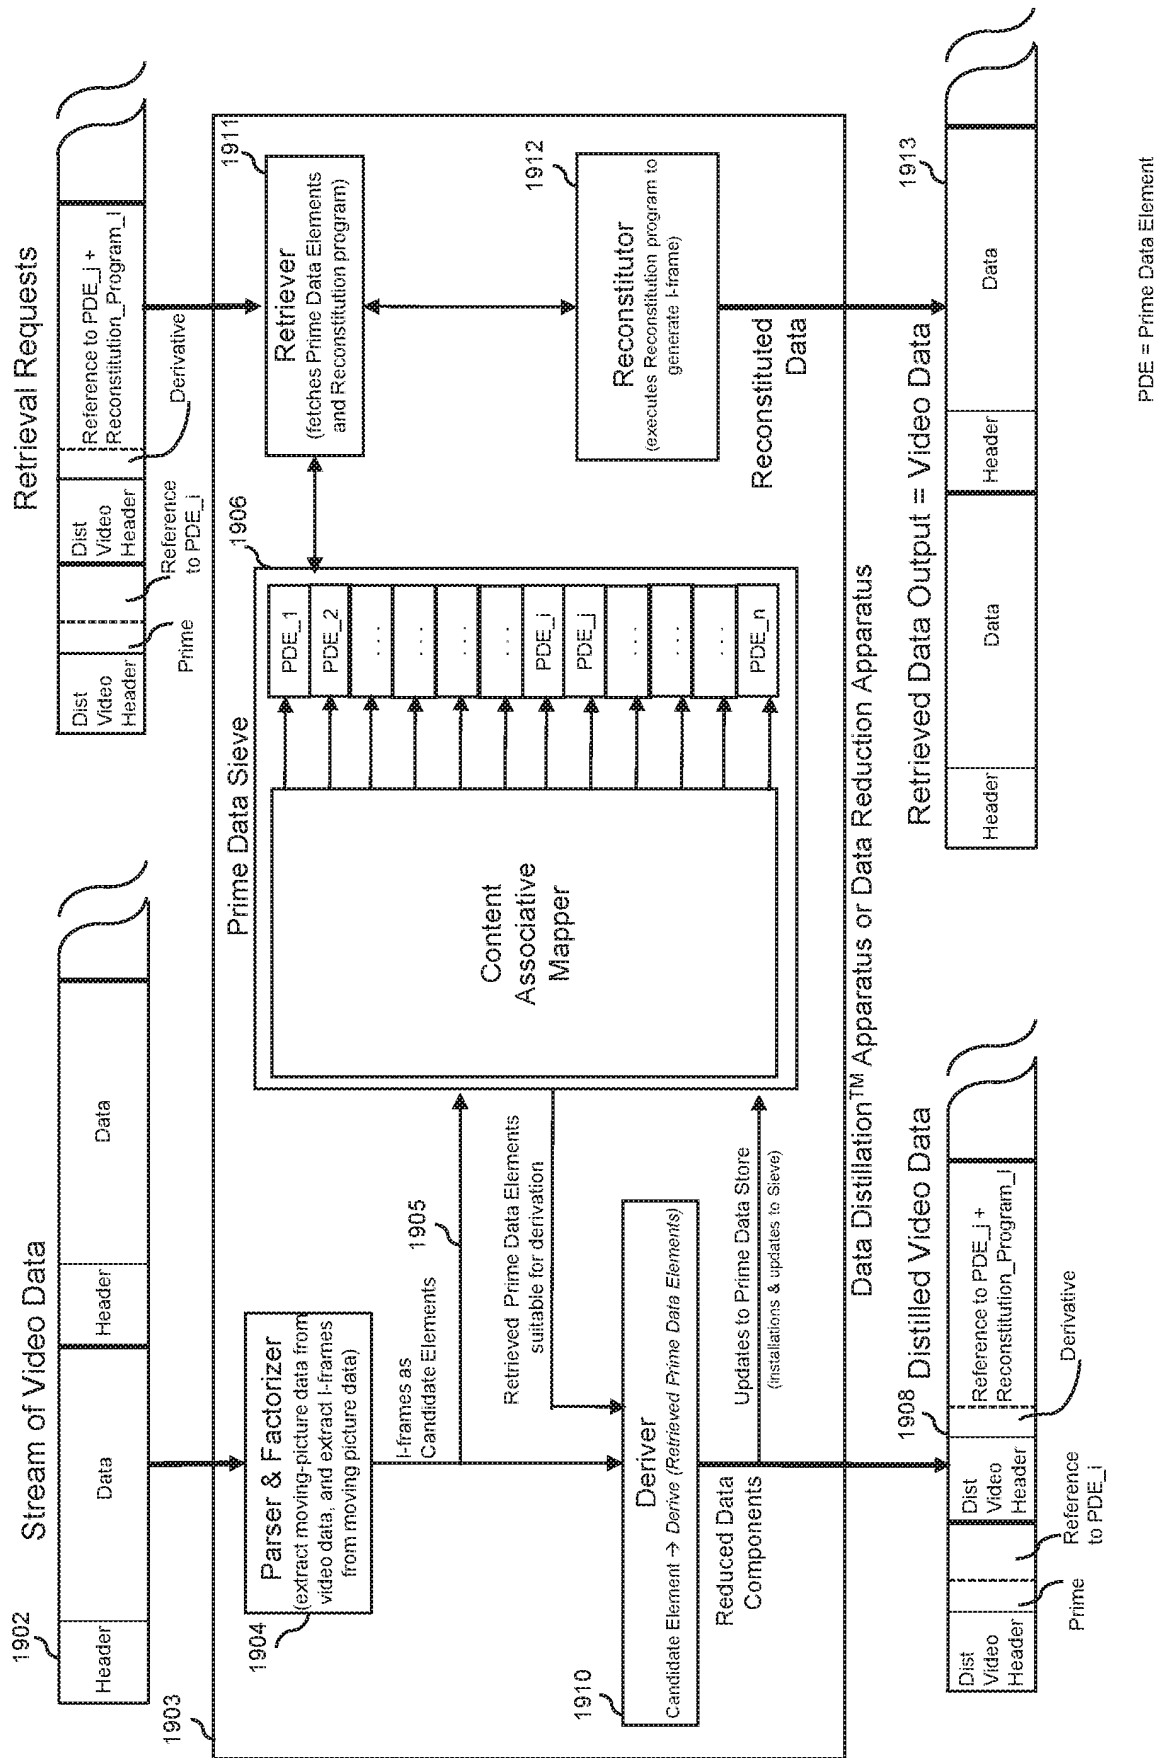 Stream of Video Data
1902
Header
Data
Header
Data
Retrieval Requests
Dist
Video
Header
Dist
Video
Header
Reference to PDE_j +
Reconstitution_Program_I
Prime
Reference
to PDE_i
Derivative
1903
1904
Parser & Factorizer
(extract moving-picture data from
video data, and extract I-frames
from moving picture data)
I-frames as
Candidate Elements
1905
Retrieved Prime Data Elements
suitable for derivation
1910
Deriver
Candidate Element → Derive (Retrieved Prime Data Elements)
Reduced Data
Components
Updates to Prime Data Store
(installations & updates to Sieve)
Prime Data Sieve
1906
Content
Associative
Mapper
PDE_1
PDE_2
. . .
. . .
. . .
. . .
PDE_i
PDE_j
. . .
. . .
. . .
PDE_n
1911
Retriever
(fetches Prime Data Elements
and Reconstitution program)
1912
Reconstitutor
(executes Reconstitution program to
generate I-frame)
Reconstituted
Data
Data Distillation™ Apparatus or Data Reduction Apparatus
1908
Distilled Video Data
Dist
Video
Header
Dist
Video
Header
Reference to PDE_j +
Reconstitution_Program_I
Prime
Reference
to PDE_i
Derivative
Retrieved Data Output = Video Data
1913
Header
Data
Header
Data
PDE = Prime Data Element